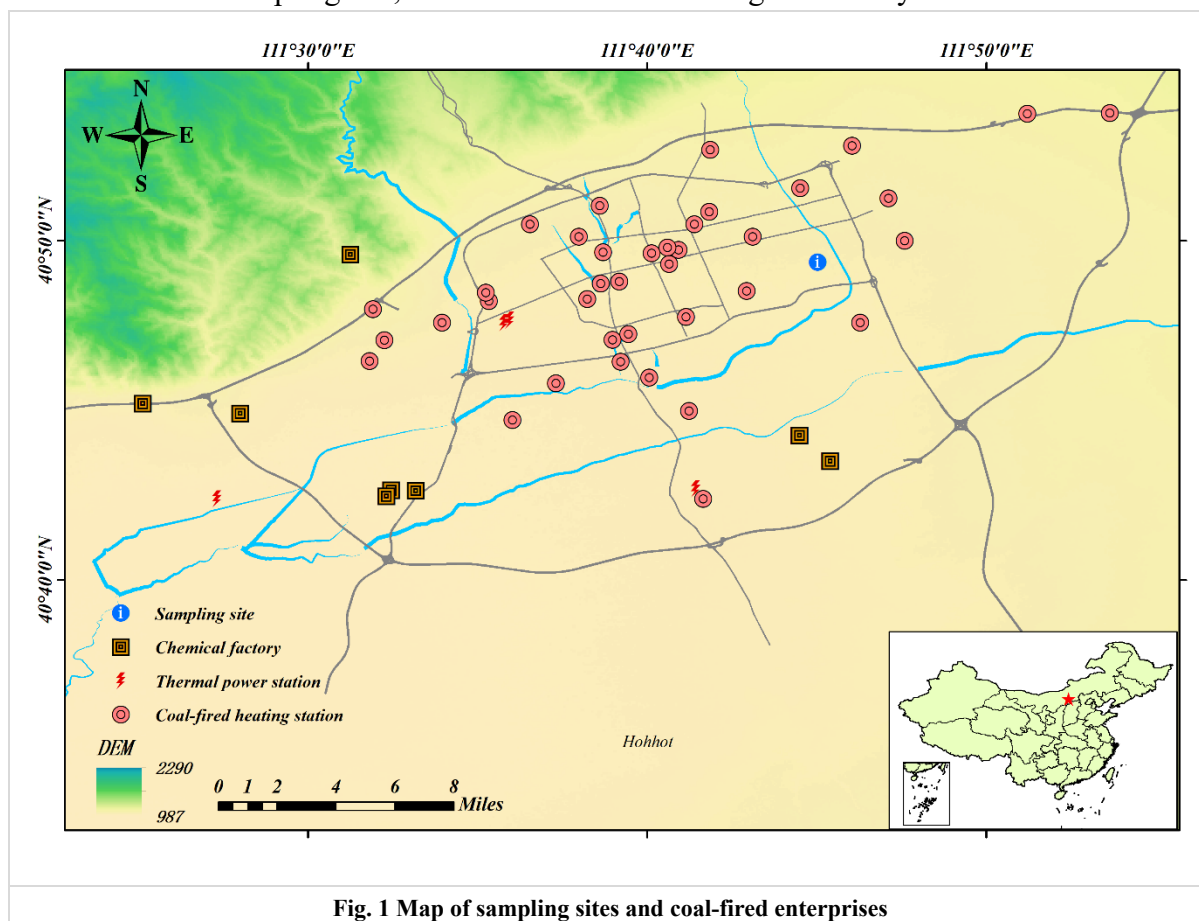 111°30'0"E 111°40'0"E 111°50'0"E
N
W E
S
40°50'0"N
40°40'0"N
Sampling site
Chemical factory
Thermal power station
Coal-fired heating station
DEM
2290
987
0 1 2 4 6 8
Miles
Hohhot
Fig. 1 Map of sampling sites and coal-fired enterprises